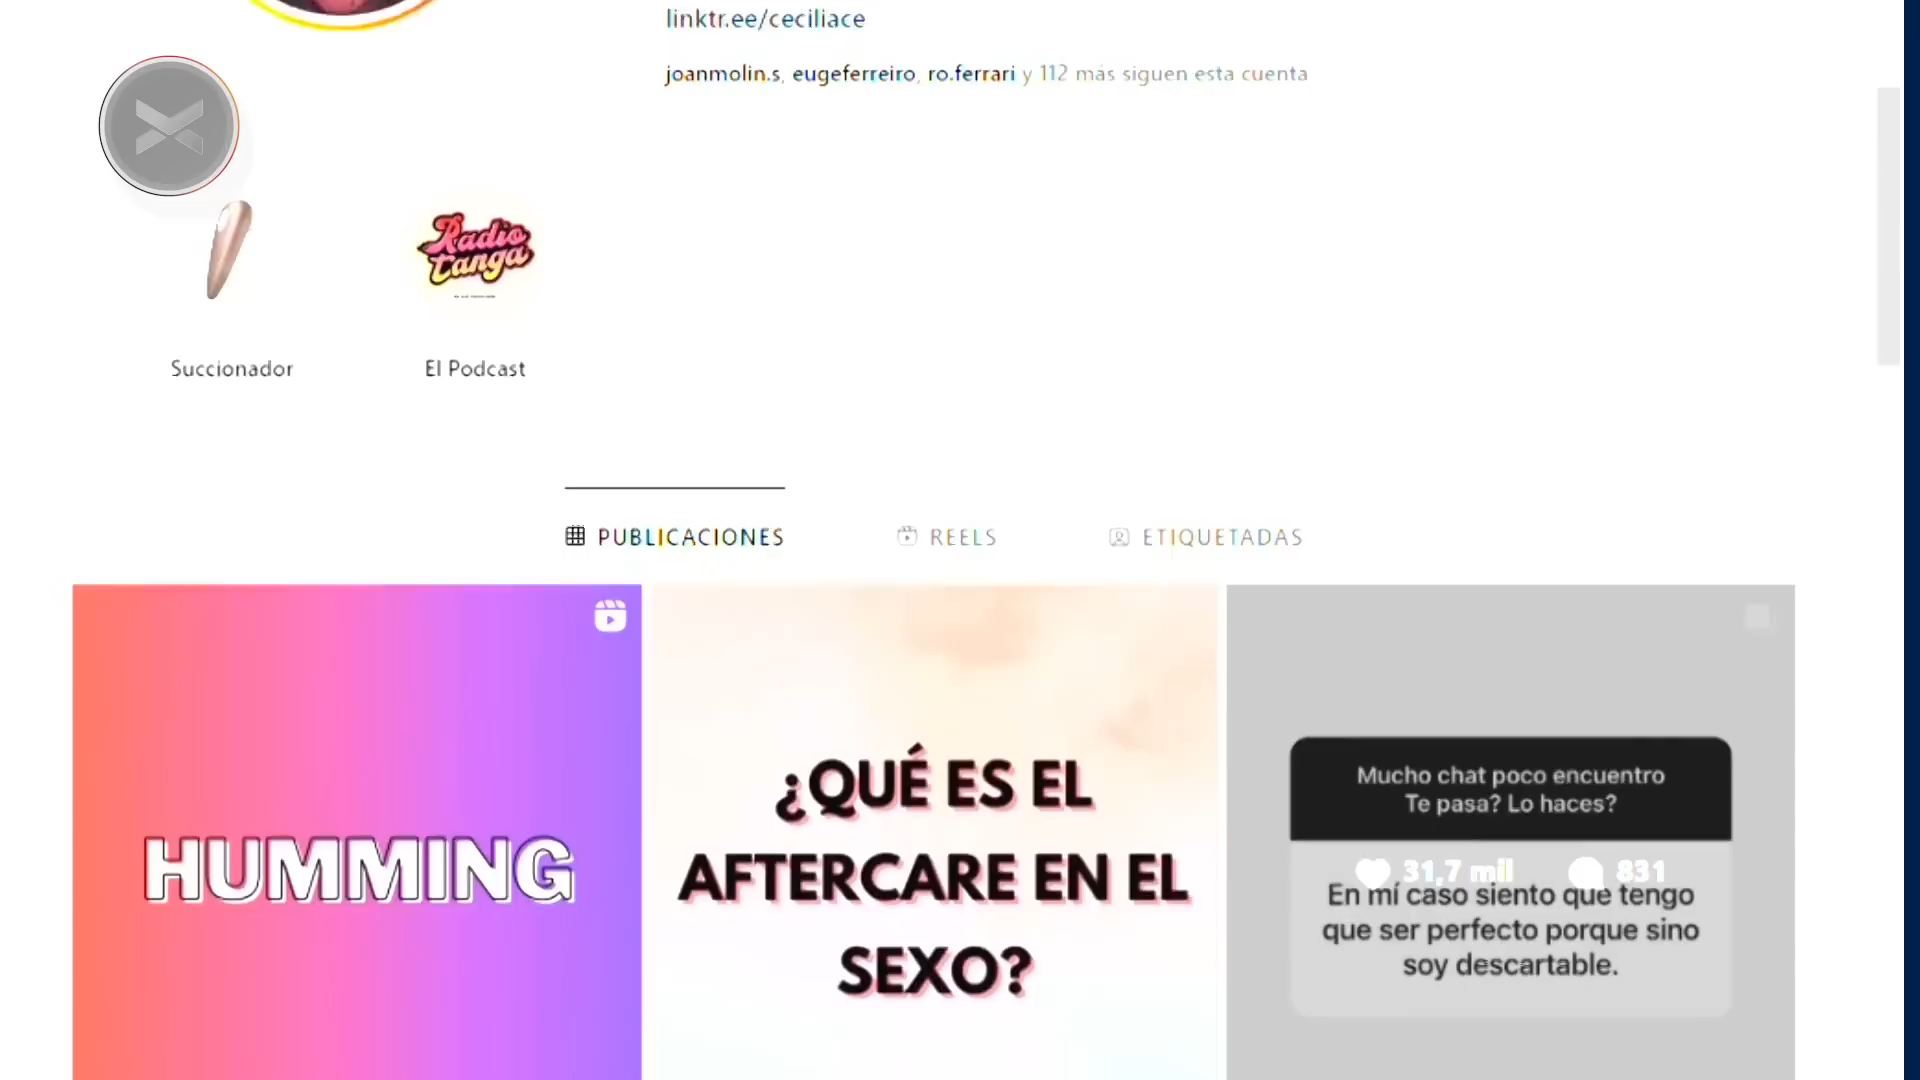 linktr.ee/ceciliace
joanmolin.s, eugeferreiro, ro.ferrari y 112 más siguen esta cuenta
Radio
Tanga
Succionador
El Podcast
PUBLICACIONES
REELS
ETIQUETADAS
HUMMING
¿QUÉ ES EL
AFTERCARE EN EL
SEXO?
Mucho chat poco encuentro
Te pasa? Lo haces?
31,7 mil
831
En mí caso siento que tengo
que ser perfecto porque sino
soy descartable.